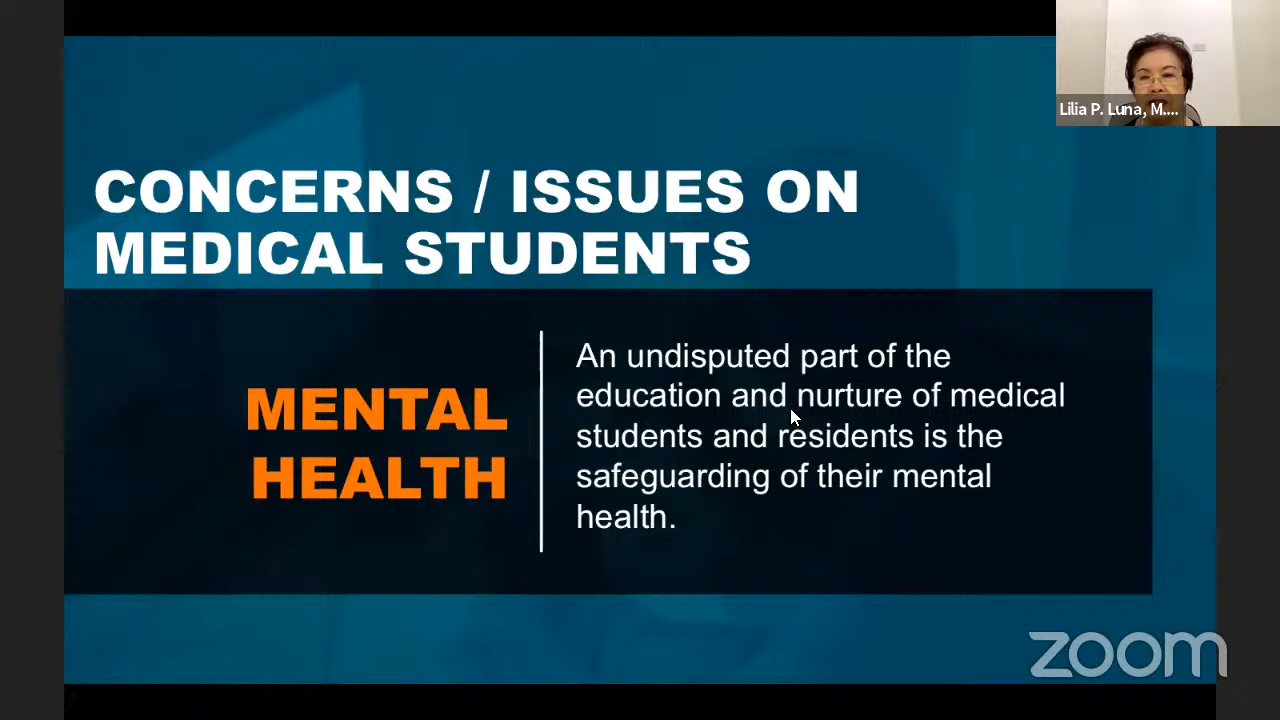 Lilia P. Luna, M....
CONCERNS / ISSUES ON
MEDICAL STUDENTS
MENTAL
HEALTH
An undisputed part of the
education and nurture of medical
students and residents is the
safeguarding of their mental
health.
zoom